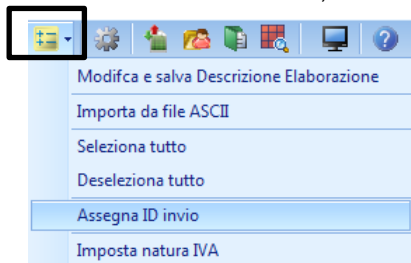 Modifca e salva Descrizione Elaborazione
Importa da file ASCII
Seleziona tutto
Deseleziona tutto
Assegna ID invio
Imposta natura IVA